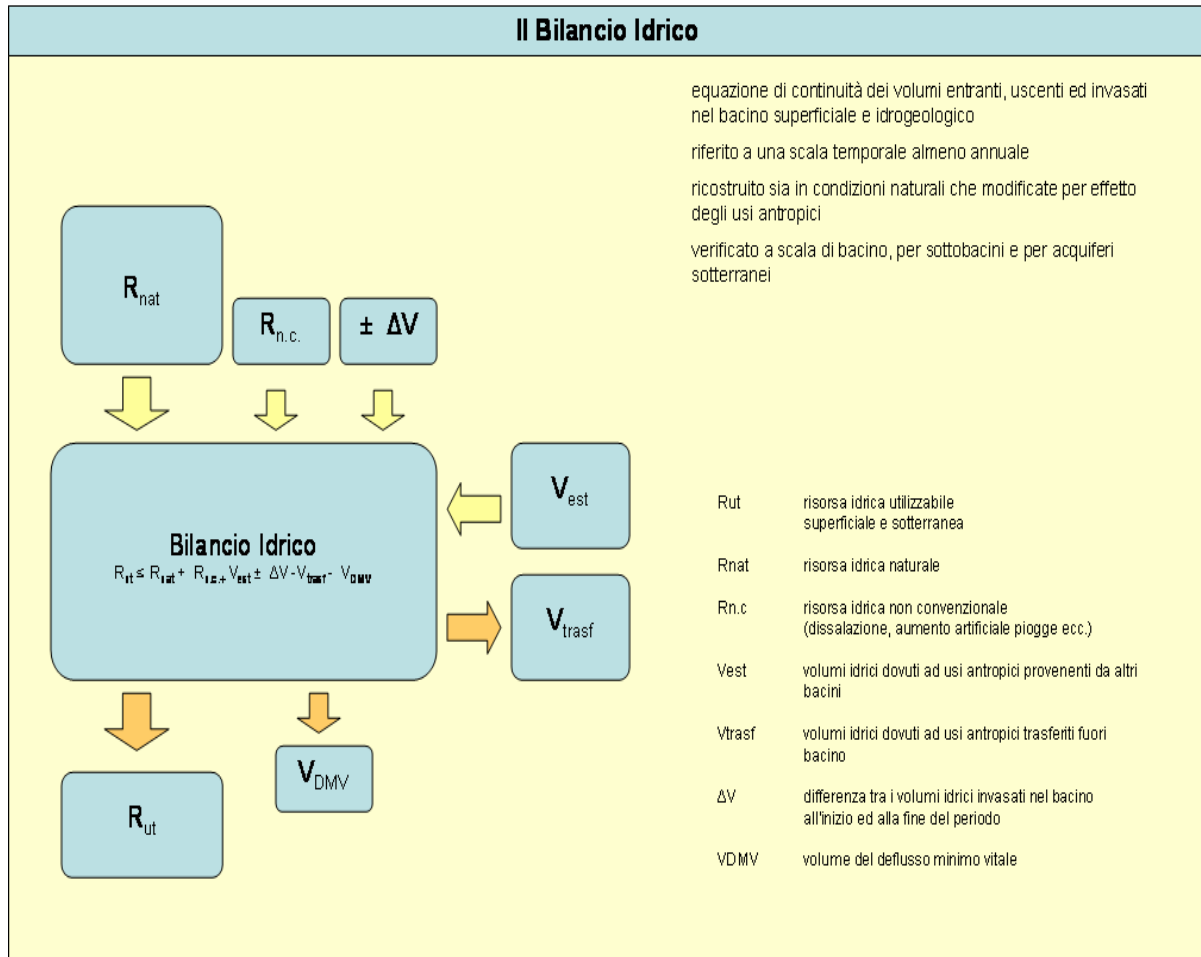 Il Bilancio Idrico
equazione di continuità dei volumi entranti, uscenti ed invasati
nel bacino superficiale e idrogeologico
riferito a una scala temporale almeno annuale
ricostruito sia in condizioni naturali che modificate per effetto
degli usi antropici
verificato a scala di bacino, per sottobacini e per acquiferi
sotterranei
Rnat
Rn.c.
± ΔV
Vest
Bilancio Idrico
Rut ≤ Rnat + Rn.c.+ Vest ± ΔV -Vtrasf - VDMV
Vtrasf
VDMV
Rut
Rut risorsa idrica utilizzabile
superficiale e sotterranea
Rnat risorsa idrica naturale
Rn.c risorsa idrica non convenzionale
(dissalazione, aumento artificiale piogge ecc.)
Vest volumi idrici dovuti ad usi antropici provenenti da altri
bacini
Vtrasf volumi idrici dovuti ad usi antropici trasferiti fuori
bacino
ΔV differenza tra i volumi idrici invasati nel bacino
all'inizio ed alla fine del periodo
VDMV volume del deflusso minimo vitale